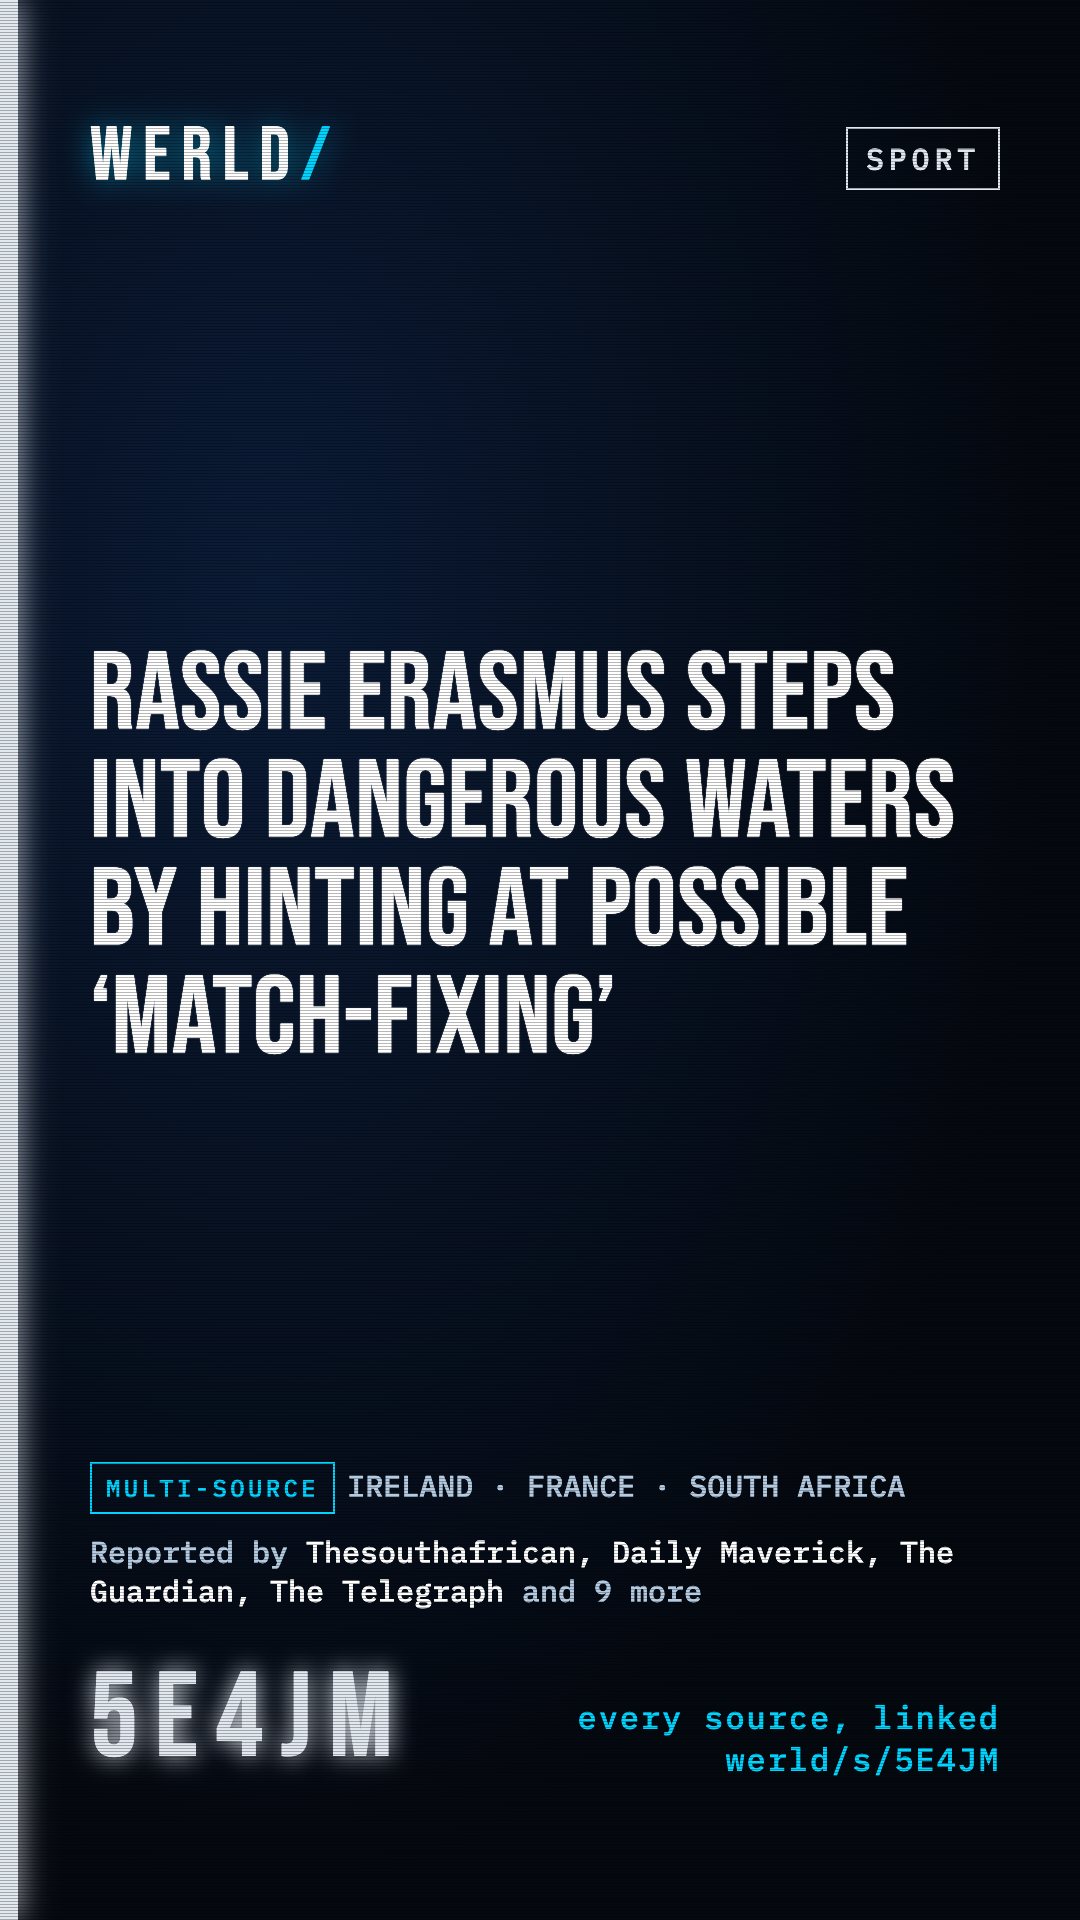 WERLD/
SPORT
RASSIE ERASMUS STEPS
INTO DANGEROUS WATERS
BY HINTING AT POSSIBLE
‘MATCH-FIXING’
MULTI-SOURCE IRELAND · FRANCE · SOUTH AFRICA
Reported by Thesouthafrican, Daily Maverick, The
Guardian, The Telegraph and 9 more
5E4JM
every source, linked
werld/s/5E4JM